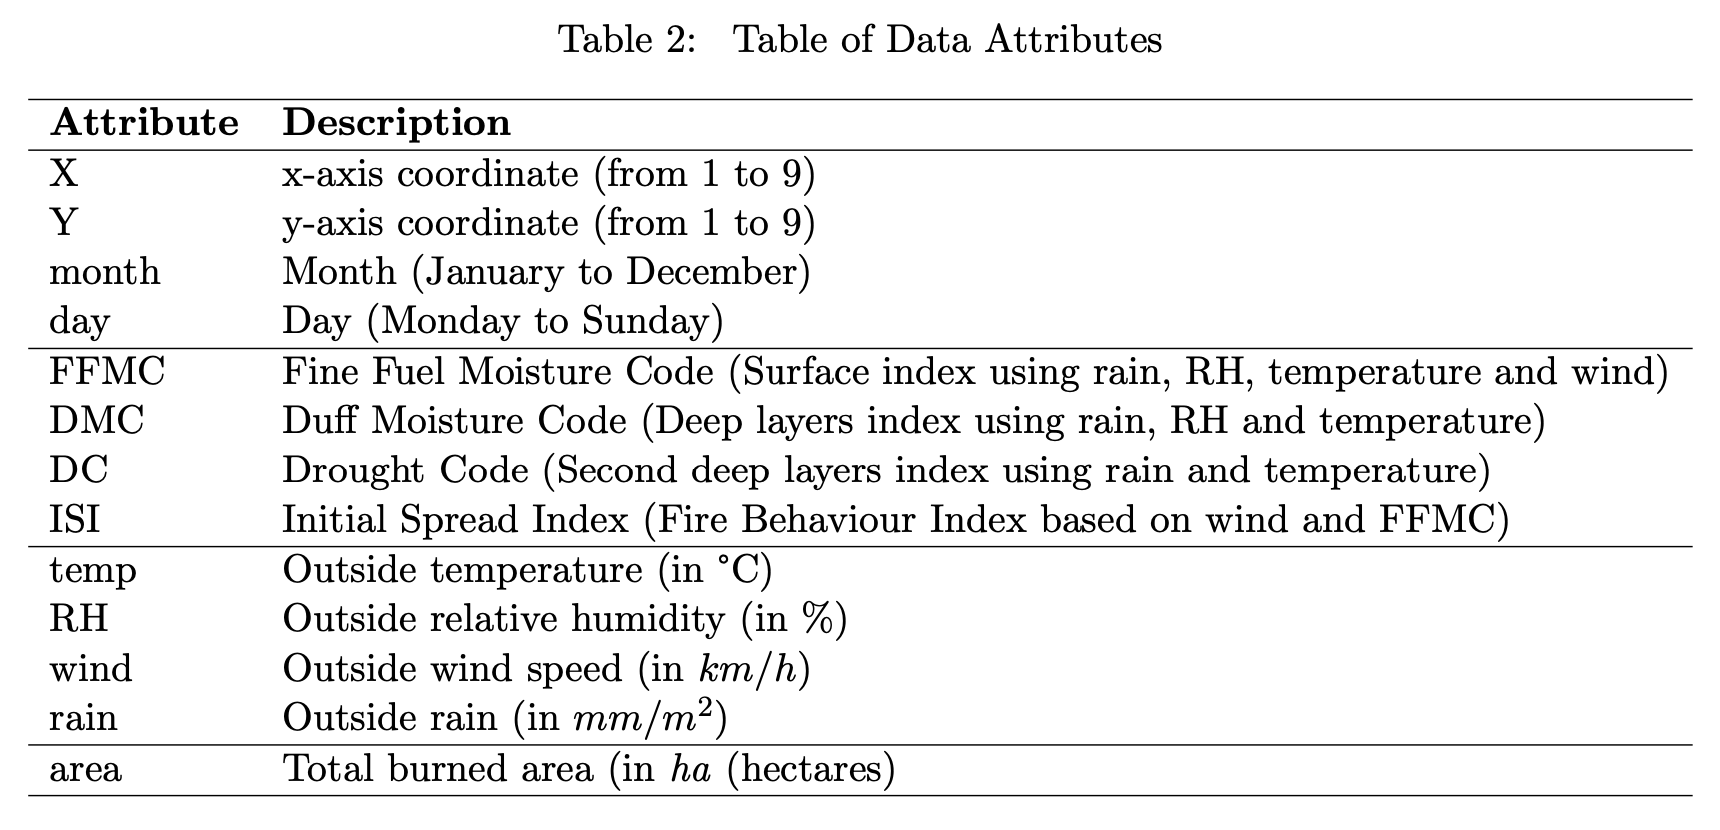 Table 2: Table of Data Attributes
Attribute Description
X x-axis coordinate (from 1 to 9)
Y y-axis coordinate (from 1 to 9)
month Month (January to December)
day Day (Monday to Sunday)
FFMC Fine Fuel Moisture Code (Surface index using rain, RH, temperature and wind)
DMC Duff Moisture Code (Deep layers index using rain, RH and temperature)
DC Drought Code (Second deep layers index using rain and temperature)
ISI Initial Spread Index (Fire Behaviour Index based on wind and FFMC)
temp Outside temperature (in °C)
RH Outside relative humidity (in %)
wind Outside wind speed (in km/h)
rain Outside rain (in mm/m²)
area Total burned area (in ha (hectares)